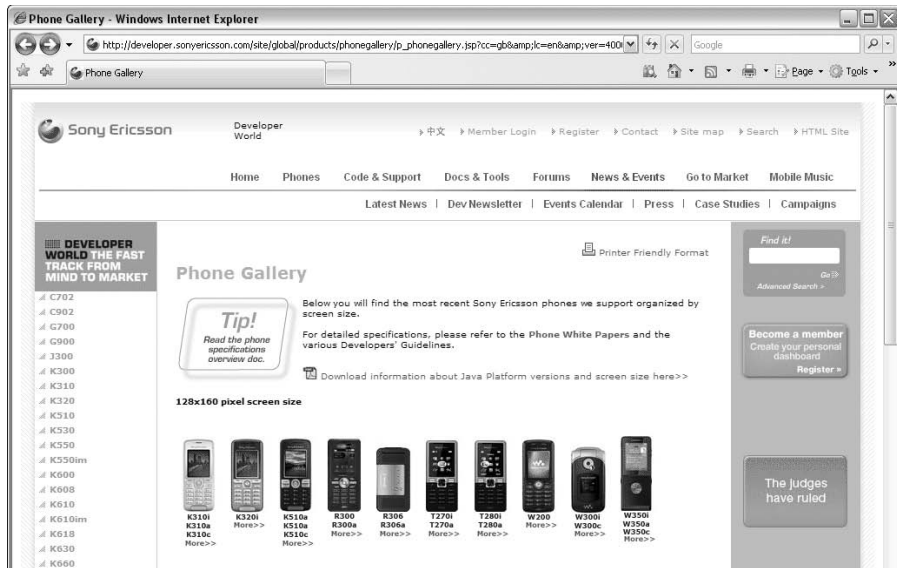 Phone Gallery - Windows Internet Explorer
http://developer.sonyericsson.com/site/global/products/phonegallery/p_phonegallery.jsp?cc=gb&amp;lc=en&amp;ver=400
Google
Phone Gallery
Page
Tools
Sony Ericsson
Developer
World
中文 Member Login Register Contact Site map Search HTML Site
Home Phones Code & Support Docs & Tools Forums News & Events Go to Market Mobile Music
Latest News | Dev Newsletter | Events Calendar | Press | Case Studies | Campaigns
DEVELOPER
WORLD THE FAST
TRACK FROM
MIND TO MARKET
C702
C902
G700
G900
J300
K300
K310
K320
K510
K530
K550
K550im
K600
K608
K610
K610im
K618
K630
K660
Printer Friendly Format
Phone Gallery
Tip!
Read the phone
specifications
overview doc.
Below you will find the most recent Sony Ericsson phones we support organized by
screen size.
For detailed specifications, please refer to the Phone White Papers and the
various Developers' Guidelines.
Download information about Java Platform versions and screen size here>>
128x160 pixel screen size
K310i
K310a
K310c
More>>
K320i
More>>
K510a
K510a
K510c
More>>
R300
R300a
More>>
R306
R306a
More>>
T270i
T270a
More>>
T280i
T280a
More>>
W200
More>>
W300i
W300c
More>>
W350i
W350a
W350c
More>>
Find it!
Go
Advanced Search »
Become a member
Create your personal
dashboard
Register »
The judges
have ruled